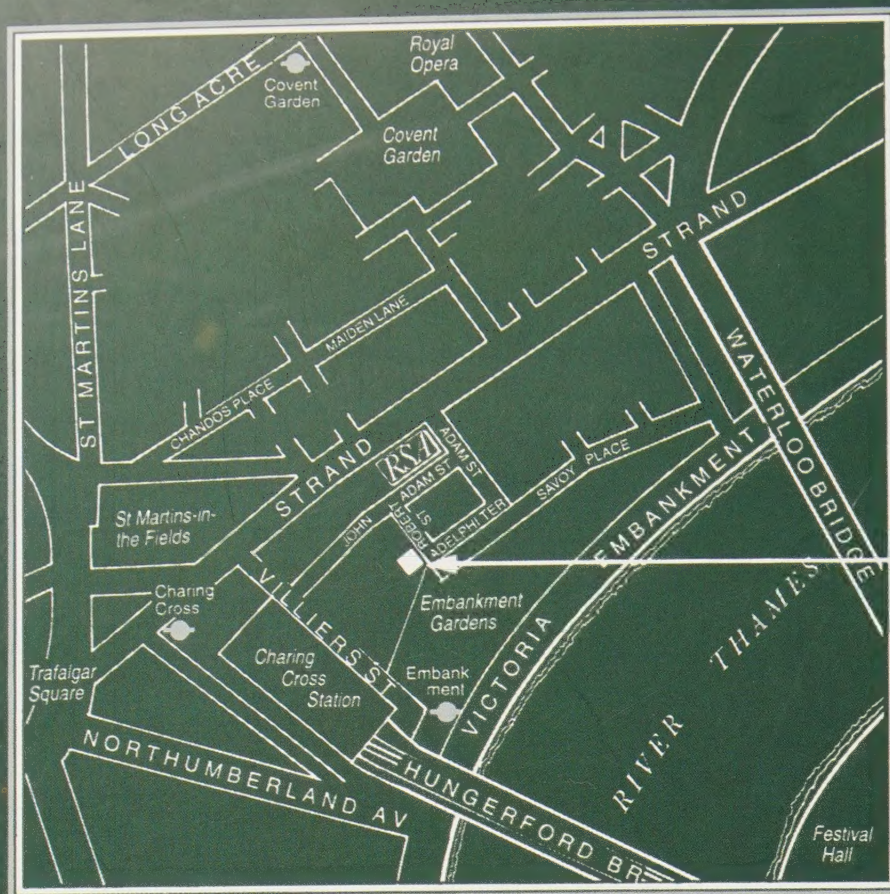 Royal
Opera
LONG ACRE
Covent
Garden
Covent
Garden
ST MARTINS LANE
STRAND
MAIDEN LANE
CHANDOS PLACE
WATERLOO BRIDGE
STRAND
RSA
ADAM ST
JOHN ADAM ST
ROBERT
ST
ADELPHI TER
SAVOY PLACE
St Martins-in-
the Fields
VICTORIA EMBANKMENT
Charing
Cross
VILLIERS ST
Embankment
Gardens
RIVER THAMES
Charing
Cross
Station
Trafalgar
Square
Embank
ment
NORTHUMBERLAND AV
HUNGERFORD BR
Festival
Hall